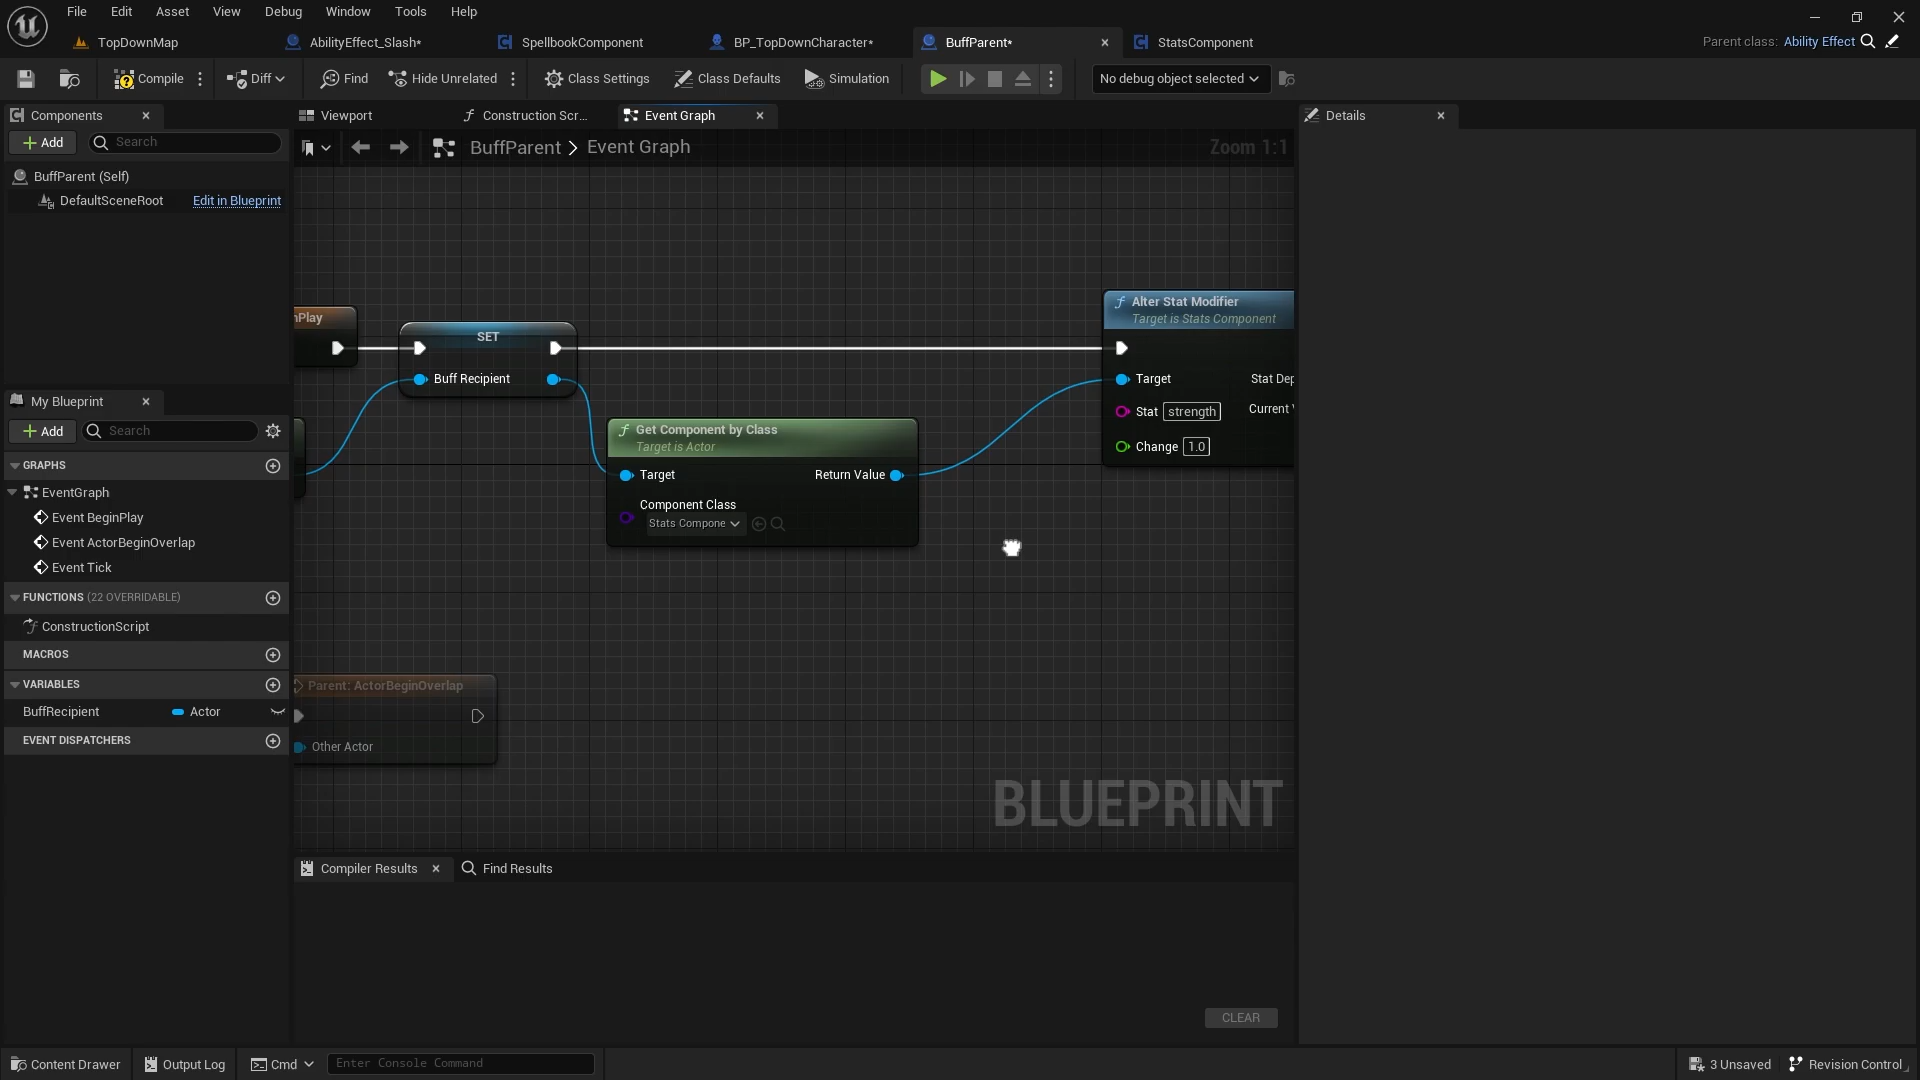 File Edit Asset View Debug Window Tools Help
TopDownMap AbilityEffect_Slash* SpellbookComponent BP_TopDownCharacter* BuffParent* StatsComponent Parent class: Ability Effect
Compile Diff Find Hide Unrelated Class Settings Class Defaults Simulation No debug object selected
Components Viewport Construction Scr... Event Graph Details
Add Search BuffParent > Event Graph Zoom 1:1
BuffParent (Self)
DefaultSceneRoot Edit in Blueprint
nPlay
SET
Buff Recipient
Alter Stat Modifier
Target is Stats Component
Target Stat Dep
Stat strength Current
Change 1.0
Get Component by Class
Target is Actor
Target Return Value
Component Class
Stats Compone
My Blueprint
Add Search
GRAPHS
EventGraph
Event BeginPlay
Event ActorBeginOverlap
Event Tick
FUNCTIONS (22 OVERRIDABLE)
ConstructionScript
MACROS
VARIABLES
BuffRecipient Actor
EVENT DISPATCHERS
Parent: ActorBeginOverlap
Other Actor
BLUEPRINT
Compiler Results Find Results
CLEAR
Content Drawer Output Log Cmd Enter Console Command 3 Unsaved Revision Control